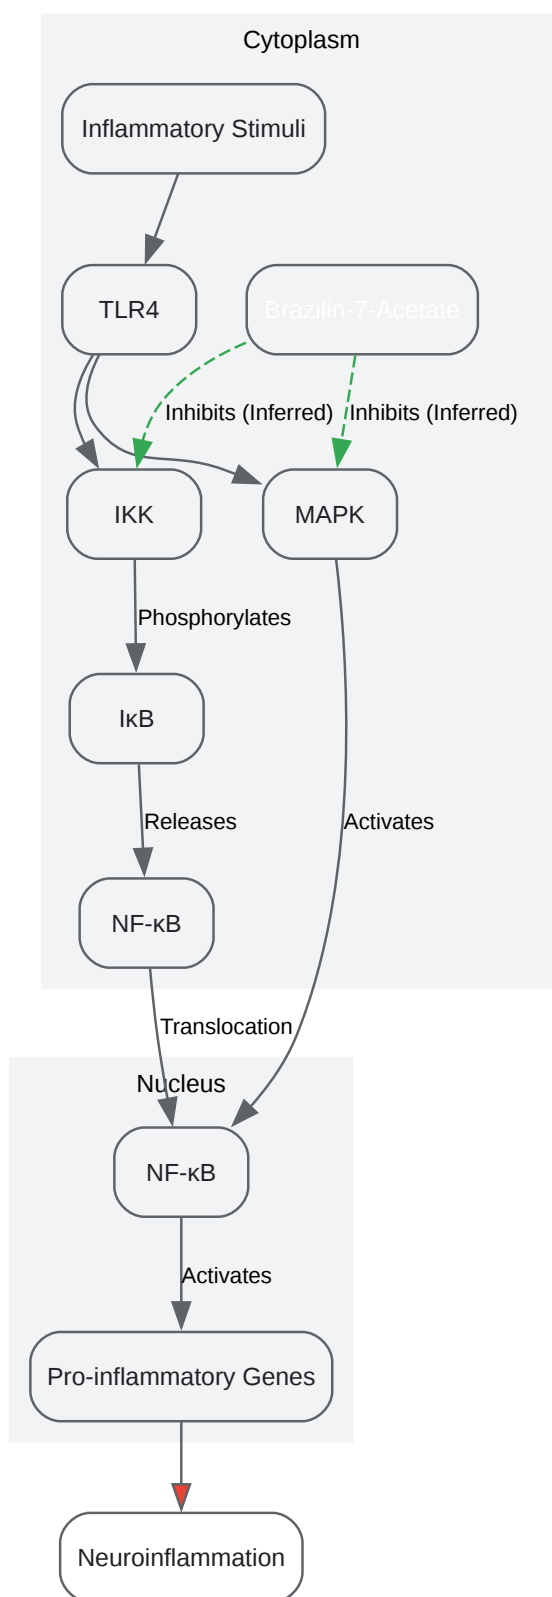 Cytoplasm
Inflammatory Stimuli
TLR4
Brazilin-7-Acetate
Inhibits (Inferred)
Inhibits (Inferred)
IKK
MAPK
Phosphorylates
IκB
Releases
Activates
NF-κB
Translocation
Nucleus
NF-κB
Activates
Pro-inflammatory Genes
Neuroinflammation